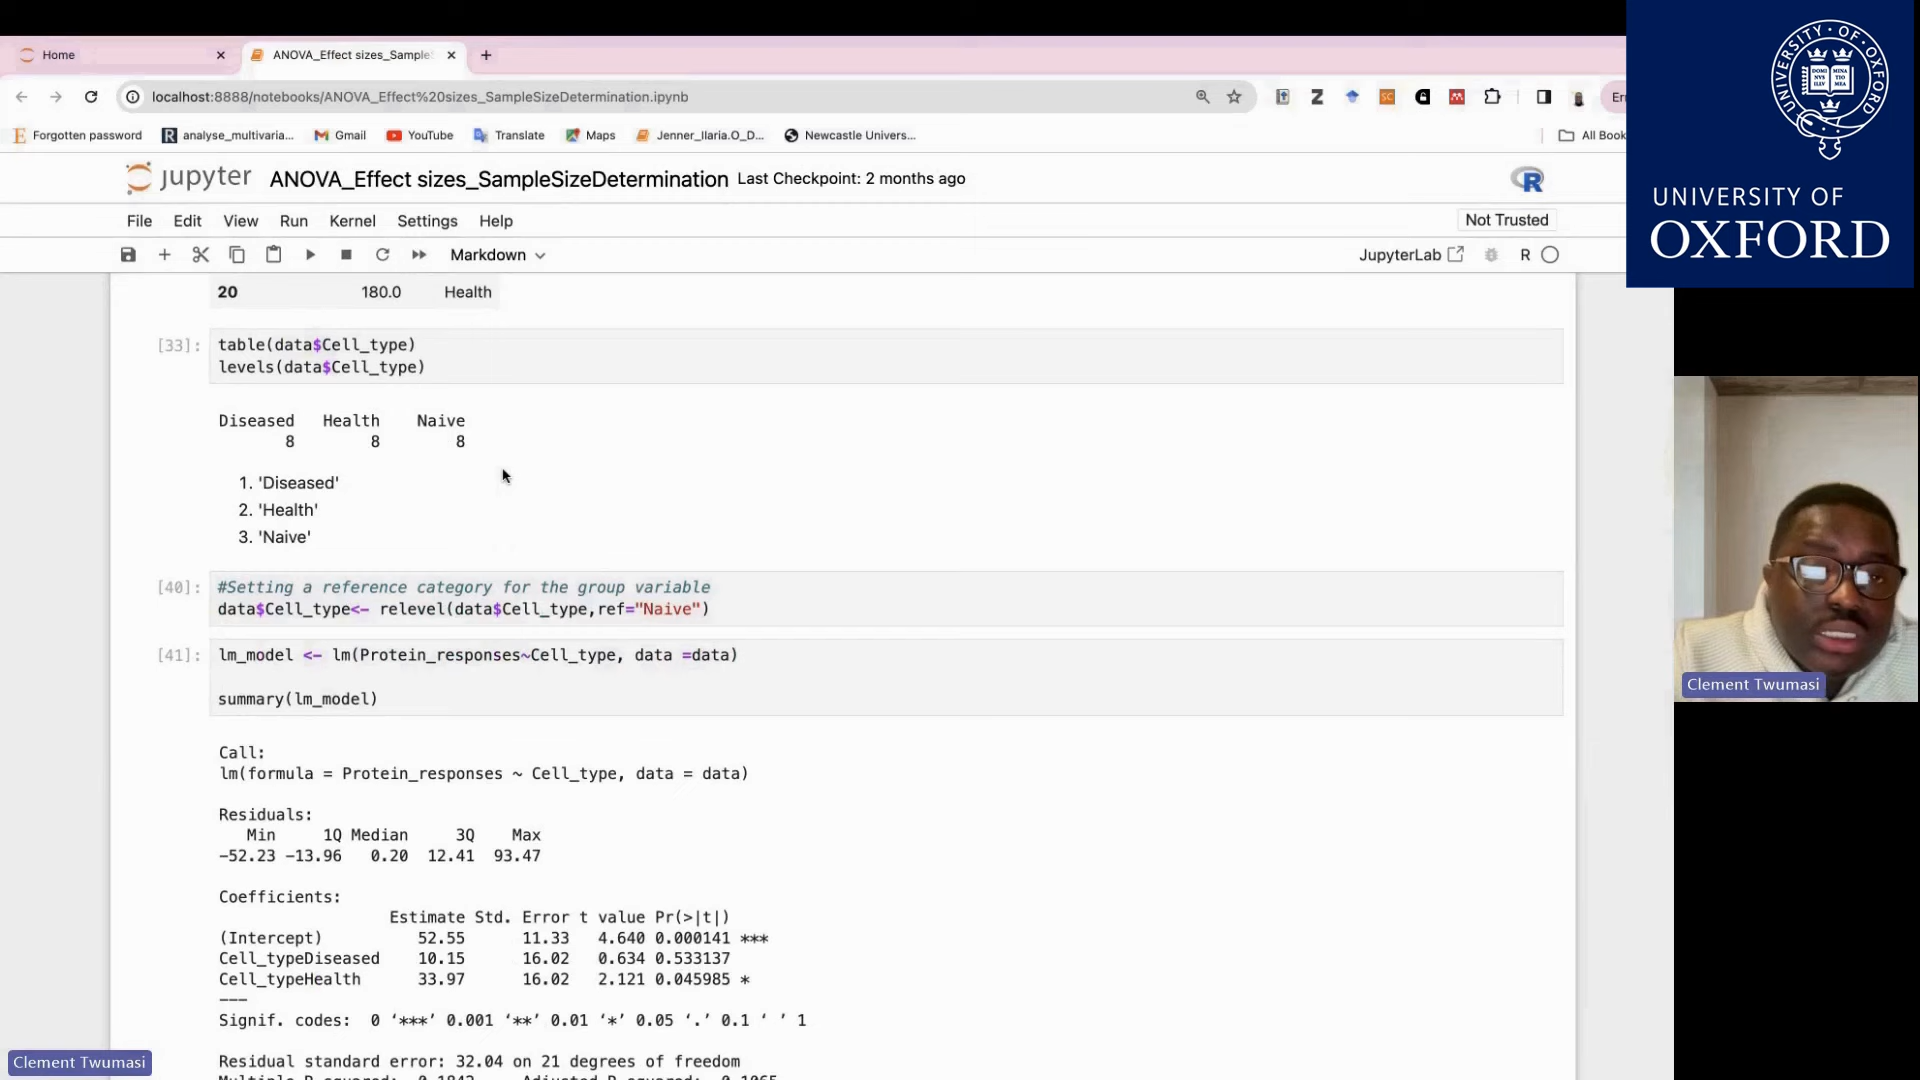 Home
ANOVA_Effect sizes_Sample
localhost:8888/notebooks/ANOVA_Effect%20sizes_SampleSizeDetermination.ipynb
Forgotten password
analyse_multivaria...
Gmail
YouTube
Translate
Maps
Jenner_Ilaria.O_D...
Newcastle Univers...
All Book
UNIVERSITY OF
OXFORD
jupyter ANOVA_Effect sizes_SampleSizeDetermination Last Checkpoint: 2 months ago
File Edit View Run Kernel Settings Help
Not Trusted
Markdown
JupyterLab
R
20 180.0 Health
[33]: table(data$Cell_type)
levels(data$Cell_type)
Diseased Health Naive
8 8 8
1. 'Diseased'
2. 'Health'
3. 'Naive'
[40]: #Setting a reference category for the group variable
data$Cell_type<- relevel(data$Cell_type,ref="Naive")
[41]: lm_model <- lm(Protein_responses~Cell_type, data =data)
summary(lm_model)
Call:
lm(formula = Protein_responses ~ Cell_type, data = data)
Residuals:
Min 1Q Median 3Q Max
-52.23 -13.96 0.20 12.41 93.47
Coefficients:
Estimate Std. Error t value Pr(>|t|)
(Intercept) 52.55 11.33 4.640 0.000141 ***
Cell_typeDiseased 10.15 16.02 0.634 0.533137
Cell_typeHealth 33.97 16.02 2.121 0.045985 *
---
Signif. codes: 0 ‘***’ 0.001 ‘**’ 0.01 ‘*’ 0.05 ‘.’ 0.1 ‘ ’ 1
Residual standard error: 32.04 on 21 degrees of freedom
Clement Twumasi
Clement Twumasi